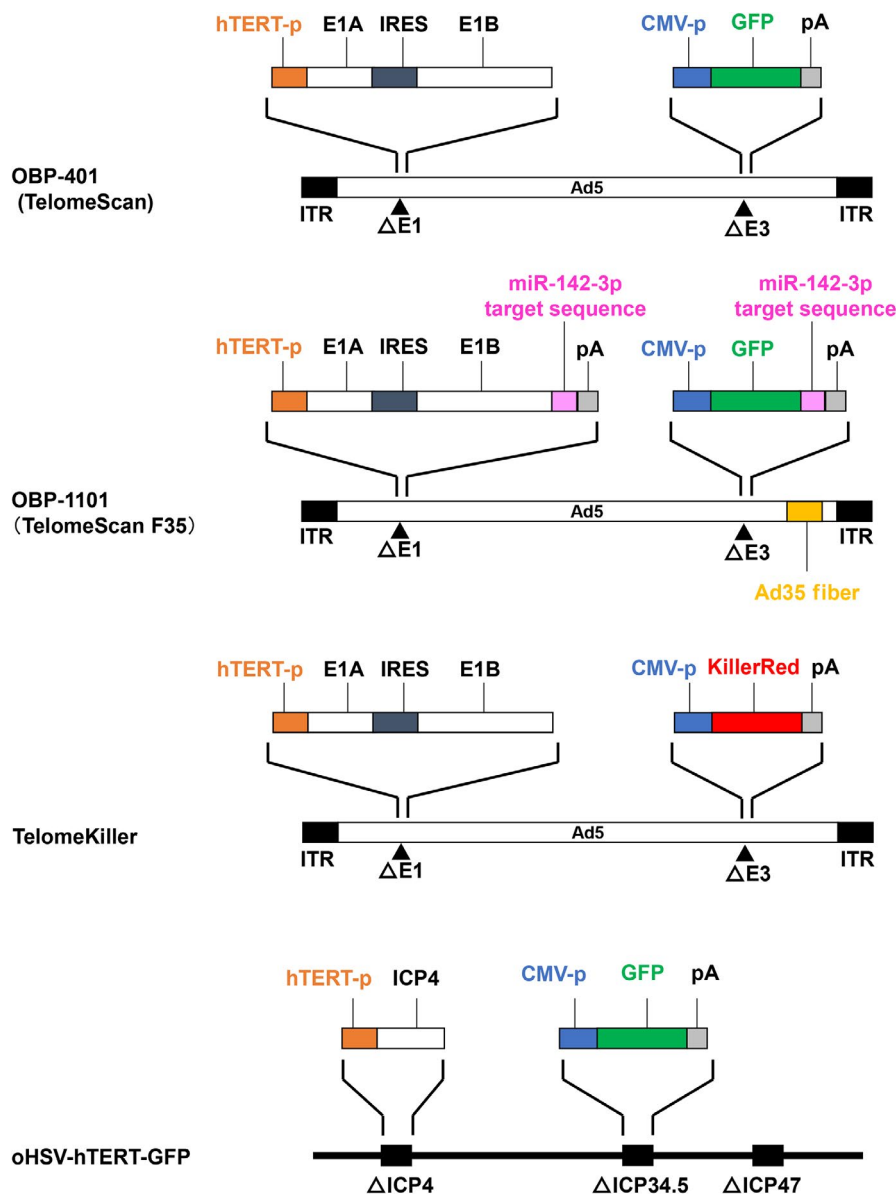 hTERT-p E1A IRES E1B CMV-p GFP pA
OBP-401
(TelomeScan)
Ad5
ITR △E1 △E3 ITR
miR-142-3p miR-142-3p
target sequence target sequence
hTERT-p E1A IRES E1B pA CMV-p GFP pA
OBP-1101
（TelomeScan F35）
Ad5
ITR △E1 △E3 ITR
Ad35 fiber
hTERT-p E1A IRES E1B CMV-p KillerRed pA
TelomeKiller
Ad5
ITR △E1 △E3 ITR
hTERT-p ICP4 CMV-p GFP pA
oHSV-hTERT-GFP
△ICP4 △ICP34.5 △ICP47